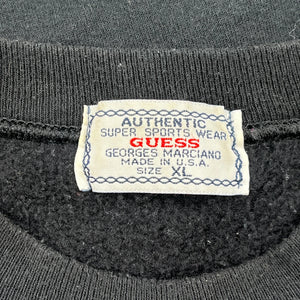 AUTHENTIC
SUPER SPORTS WEAR
GUESS
GEORGES MARCIANO
MADE IN U.S.A.
SIZE XL